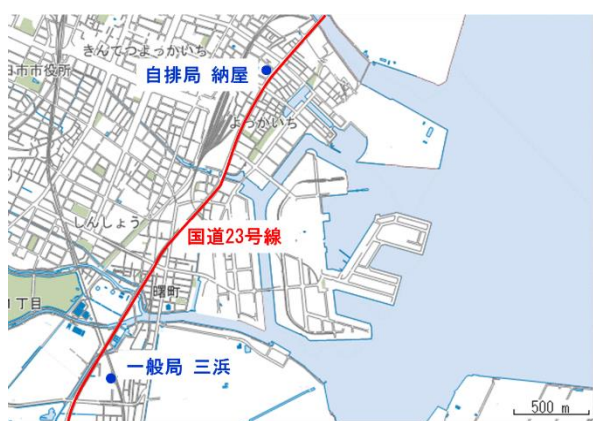 きんてつよっかいち
日市市役所
自排局 納屋
よっかいち
しんしょう
国道23号線
曙町
丁目
一般局 三浜
500 m